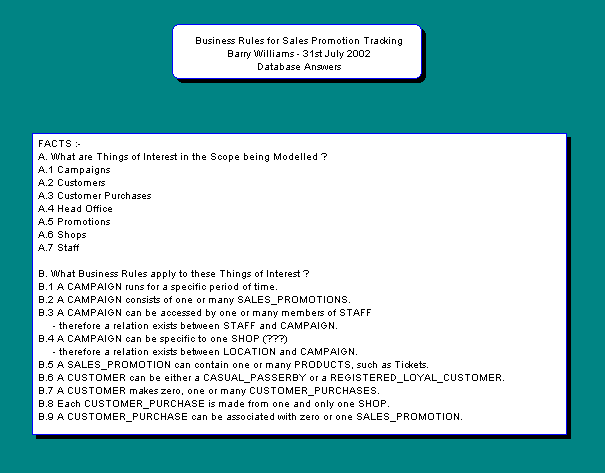 Business Rules for Sales Promotion Tracking
Barry Williams - 31st July 2002
Database Answers
FACTS :-
A. What are Things of Interest in the Scope being Modelled ?
A.1 Campaigns
A.2 Customers
A.3 Customer Purchases
A.4 Head Office
A.5 Promotions
A.6 Shops
A.7 Staff
B. What Business Rules apply to these Things of Interest ?
B.1 A CAMPAIGN runs for a specific period of time.
B.2 A CAMPAIGN consists of one or many SALES_PROMOTIONS.
B.3 A CAMPAIGN can be accessed by one or many members of STAFF
- therefore a relation exists between STAFF and CAMPAIGN.
B.4 A CAMPAIGN can be specific to one SHOP (???)
- therefore a relation exists between LOCATION and CAMPAIGN.
B.5 A SALES_PROMOTION can contain one or many PRODUCTS, such as Tickets.
B.6 A CUSTOMER can be either a CASUAL_PASSERBY or a REGISTERED_LOYAL_CUSTOMER.
B.7 A CUSTOMER makes zero, one or many CUSTOMER_PURCHASES.
B.8 Each CUSTOMER_PURCHASE is made from one and only one SHOP.
B.9 A CUSTOMER_PURCHASE can be associated with zero or one SALES_PROMOTION.